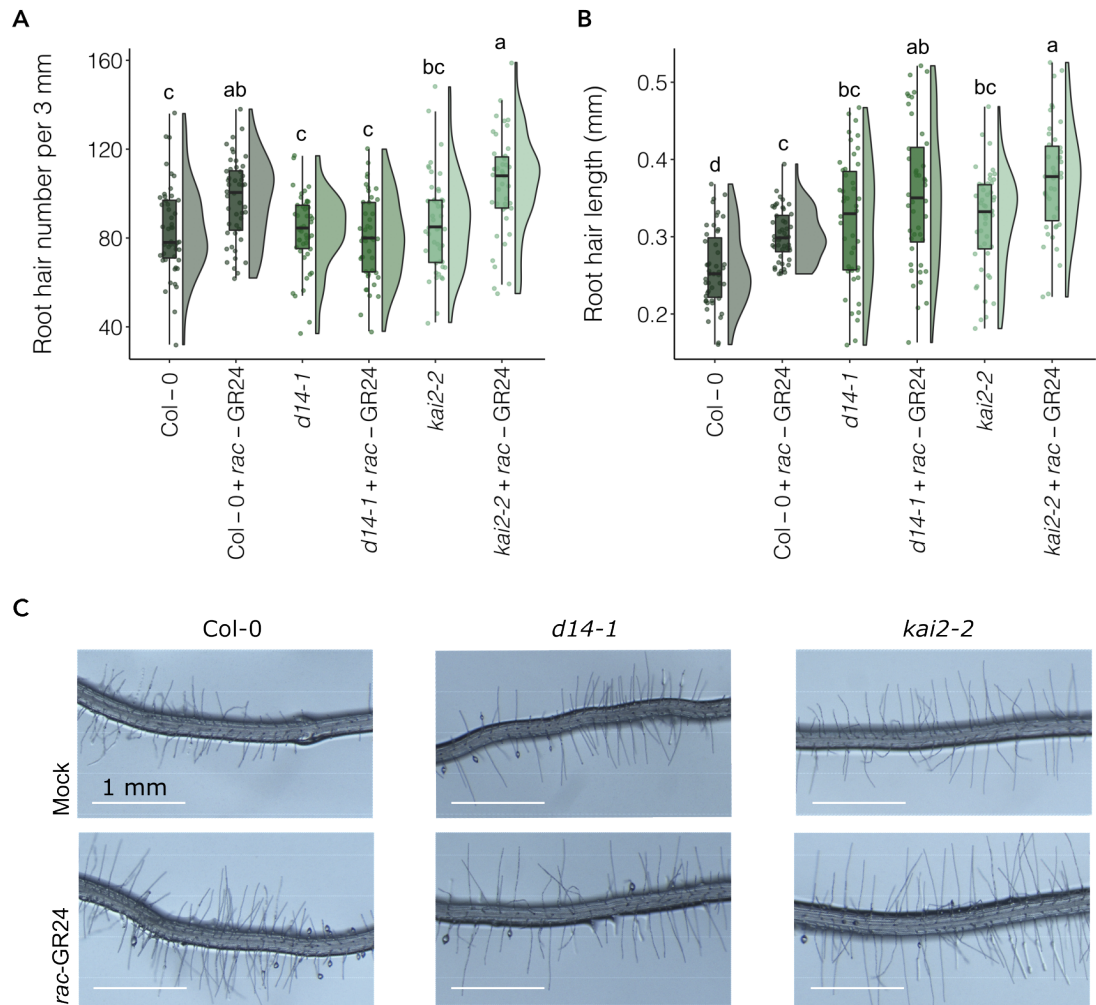 A
Root hair number per 3 mm
160
120
80
40
c
ab
c
c
bc
a
Col – 0
Col – 0 + rac – GR24
d14-1
d14-1 + rac – GR24
kai2-2
kai2-2 + rac – GR24
B
Root hair length (mm)
0.5
0.4
0.3
0.2
d
c
bc
ab
bc
a
Col – 0
Col – 0 + rac – GR24
d14-1
d14-1 + rac – GR24
kai2-2
kai2-2 + rac – GR24
C
Col-0
d14-1
kai2-2
Mock
1 mm
rac-GR24